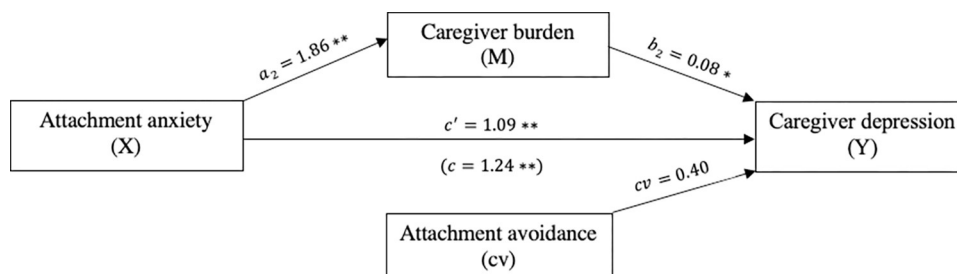 Caregiver burden
(M)
a₂ = 1.86 **
b₂ = 0.08 *
Attachment anxiety
(X)
c′ = 1.09 **
(c = 1.24 **)
Caregiver depression
(Y)
cv = 0.40
Attachment avoidance
(cv)